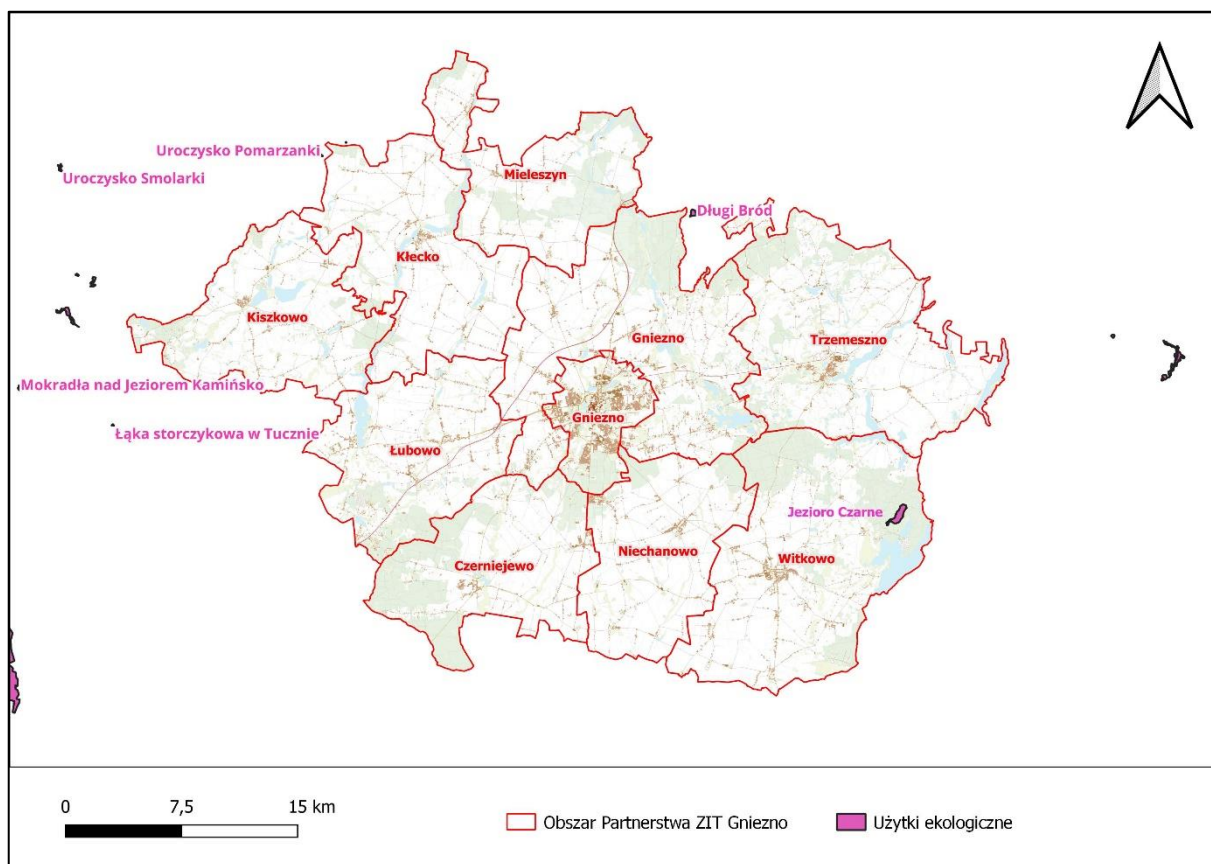 Uroczysko Pomarzanki
Uroczysko Smolarki
Mieleszyn
Długi Bród
Kłecko
Kiszkowo
Gniezno
Trzemeszno
Mokradła nad Jeziorem Kamińsko
Gniezno
Łąka storczykowa w Tucznie
Łubowo
Jezioro Czarne
Niechanowo
Witkowo
Czerniejewo
0 7,5 15 km
Obszar Partnerstwa ZIT Gniezno
Użytki ekologiczne